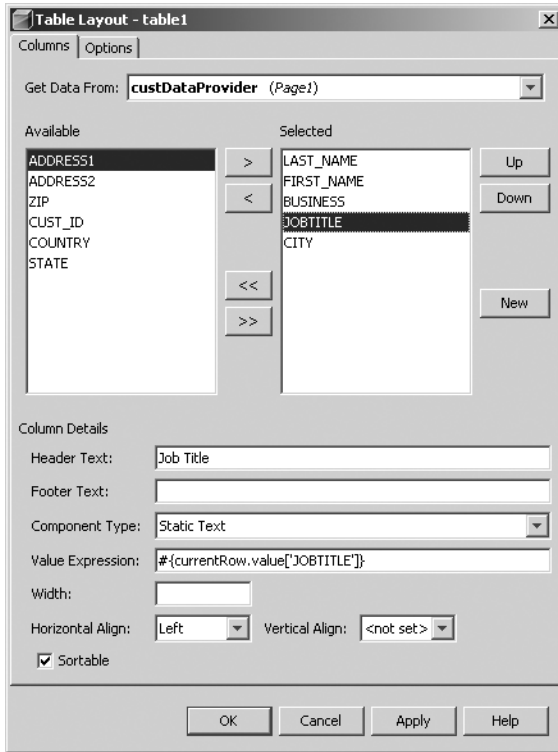 Table Layout - table1
Columns Options
Get Data From: custDataProvider (Page1)
Available Selected
ADDRESS1
ADDRESS2
ZIP
CUST_ID
COUNTRY
STATE
>
<
<<
>>
LAST_NAME
FIRST_NAME
BUSINESS
JOBTITLE
CITY
Up
Down
New
Column Details
Header Text: Job Title
Footer Text:
Component Type: Static Text
Value Expression: #{currentRow.value['JOBTITLE']}
Width:
Horizontal Align: Left Vertical Align: <not set>
Sortable
OK Cancel Apply Help